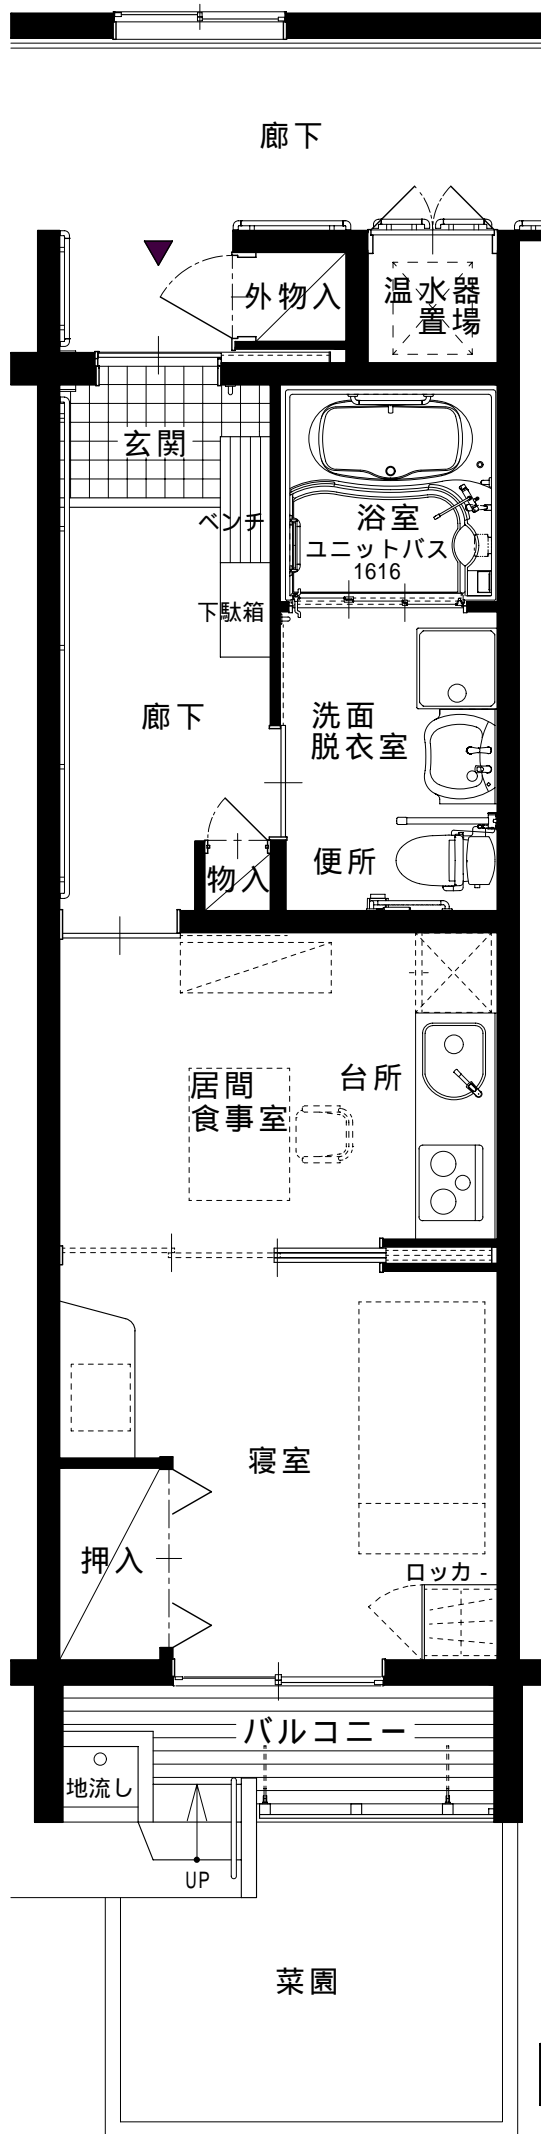 廊下
外物入
温水器
置場
玄関
ベンチ
浴室
ユニットバス
1616
下駄箱
廊下
洗面
脱衣室
便所
物入
居間
食事室
台所
寝室
押入
ロッカ-
バルコニー
地流し
UP
菜園